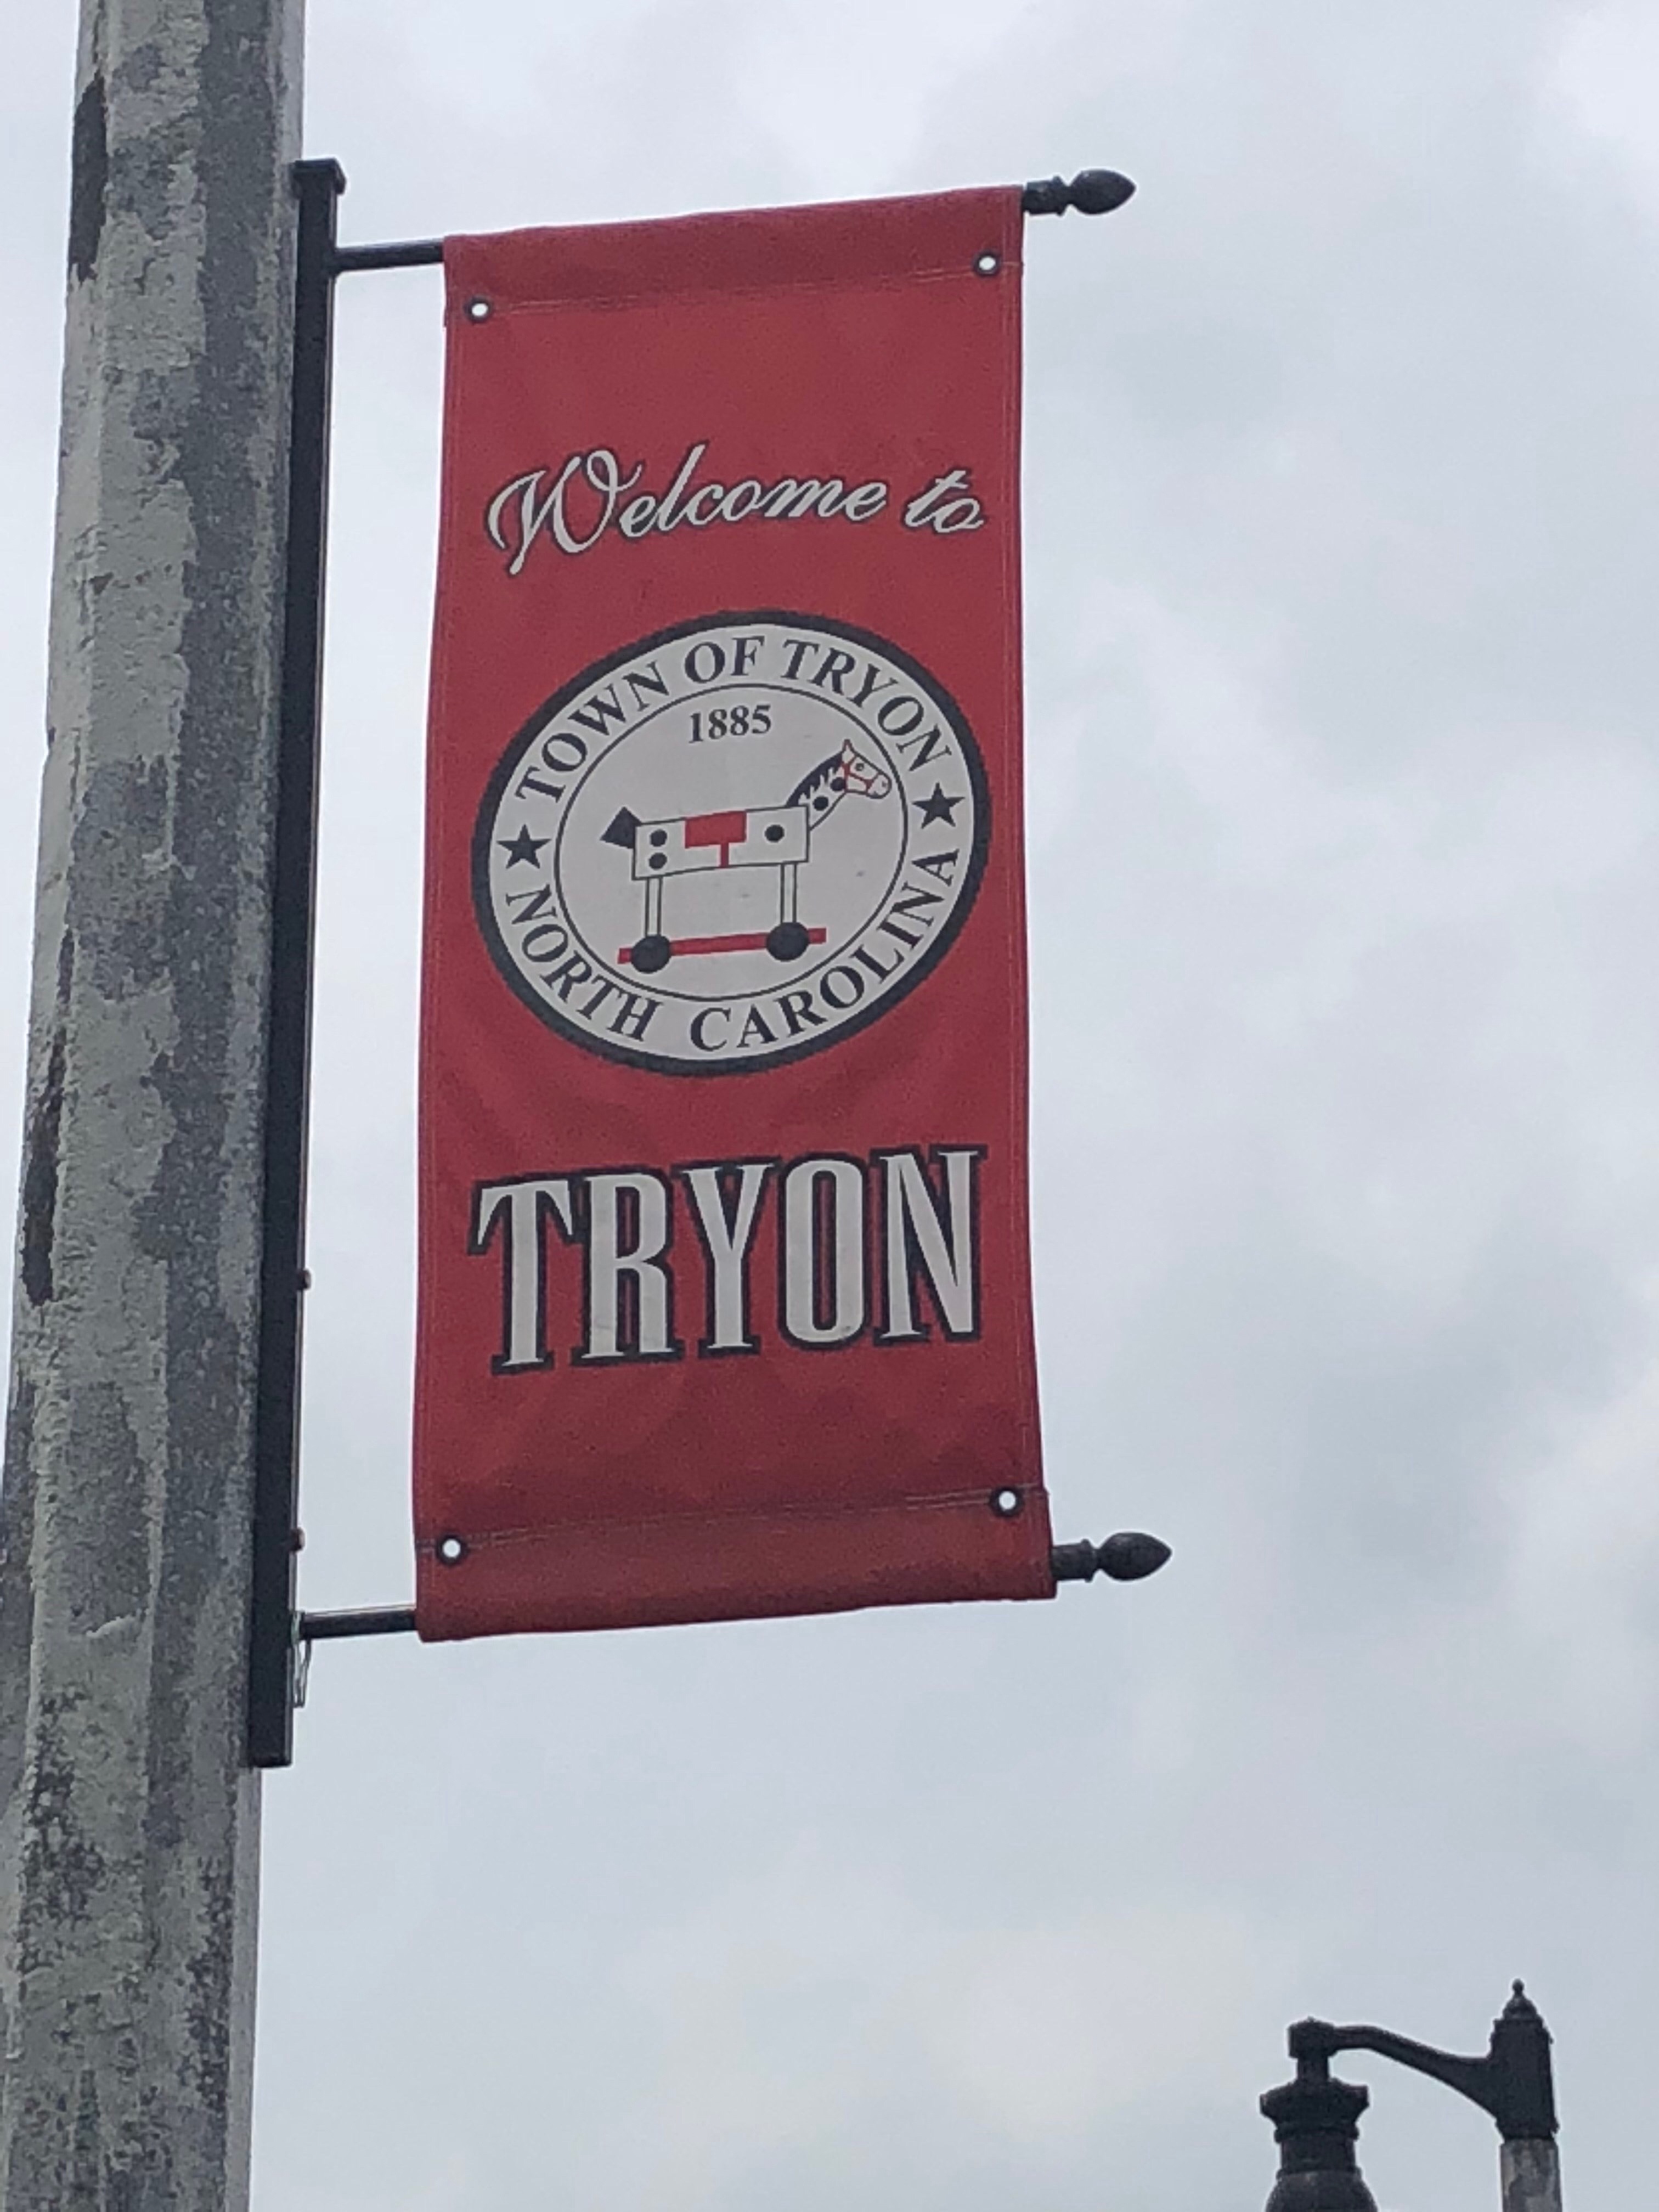 Welcome to
TOWN OF TRYON
1885
NORTH CAROLINA
TRYON